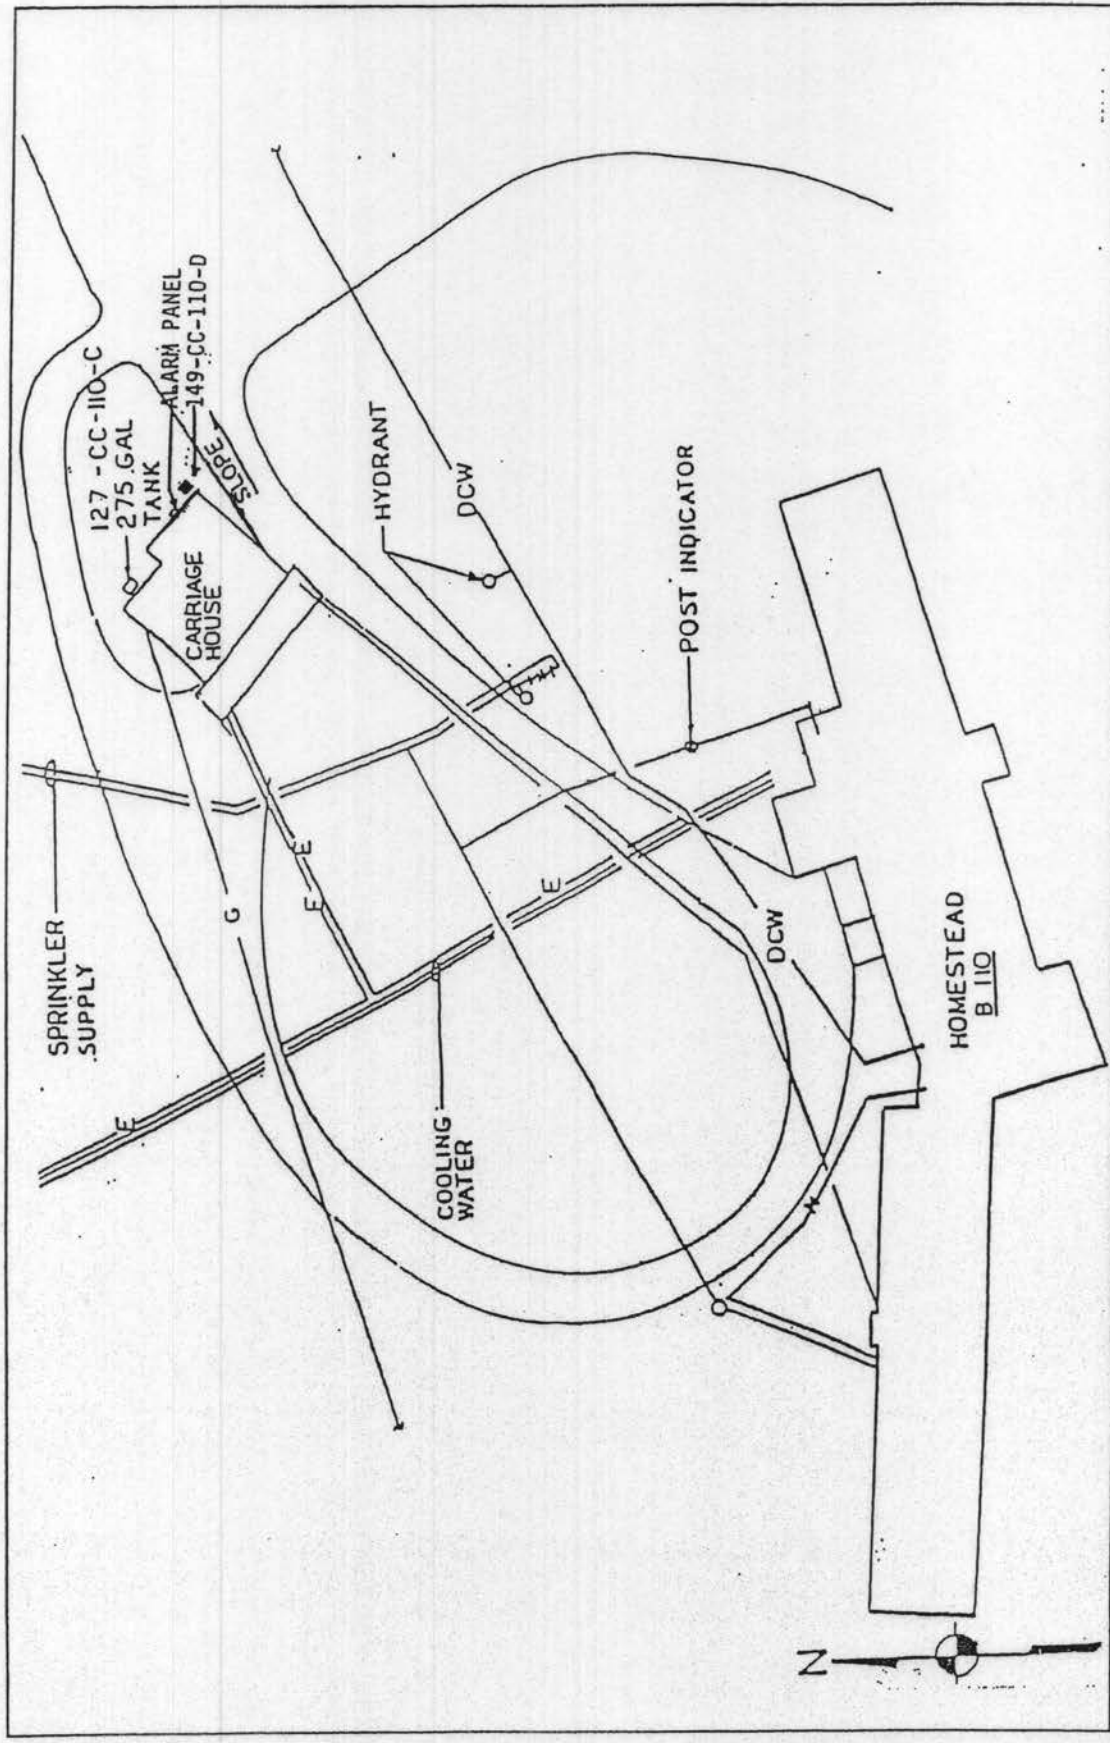 127 -CC-110-C
275 GAL
TANK
ALARM PANEL
149-CC-110-D
SLOPE
CARRIAGE
HOUSE
SPRINKLER
SUPPLY
G
E
E
E
E
HYDRANT
DCW
POST INDICATOR
COOLING
WATER
DCW
HOMESTEAD
B 110
N